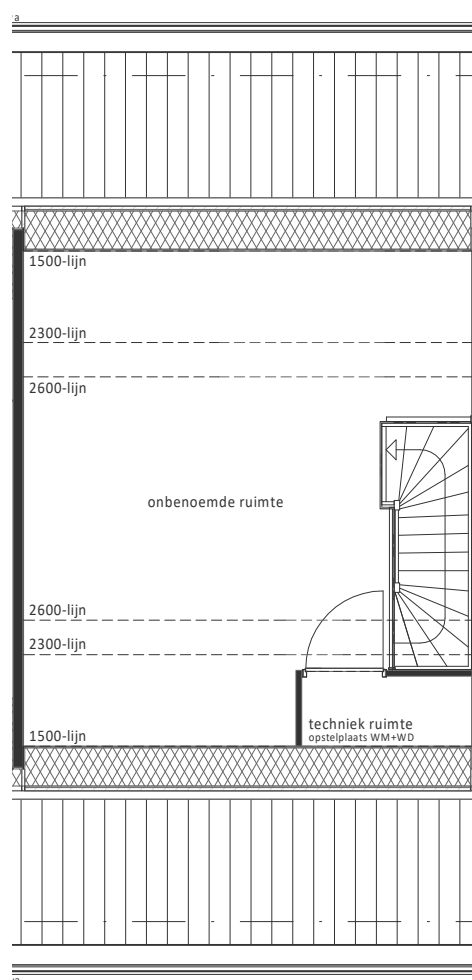 1500-lijn
2300-lijn
2600-lijn
onbenoemde ruimte
2600-lijn
2300-lijn
techniek ruimte
opstelplaats WM+WD
1500-lijn